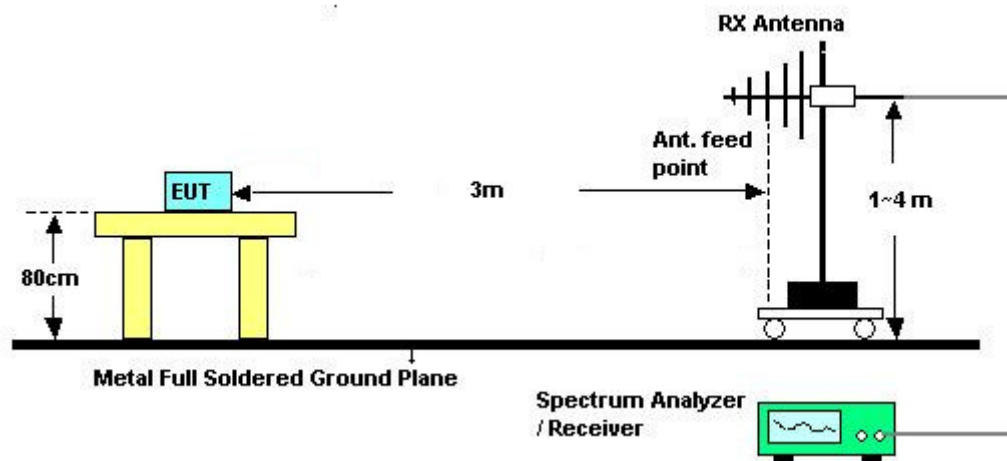 RX Antenna
Ant. feed
point
EUT
3m
1~4 m
80cm
Metal Full Soldered Ground Plane
Spectrum Analyzer
/ Receiver